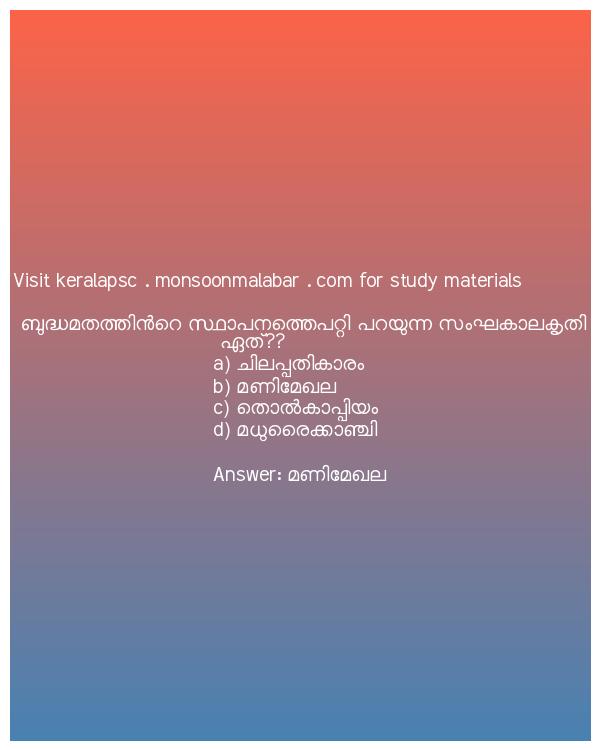 Visit keralapsc . monsoonmalabar . com for study materials
ബുദ്ധമതത്തിൻറെ സ്ഥാപനത്തെപറ്റി പറയുന്ന സംഘകാലകൃതി
ഏത്??
a) ചിലപ്പതികാരം
b) മണിമേഖല
c) തൊൽകാപ്പിയം
d) മധുരൈക്കാഞ്ചി
Answer: മണിമേഖല